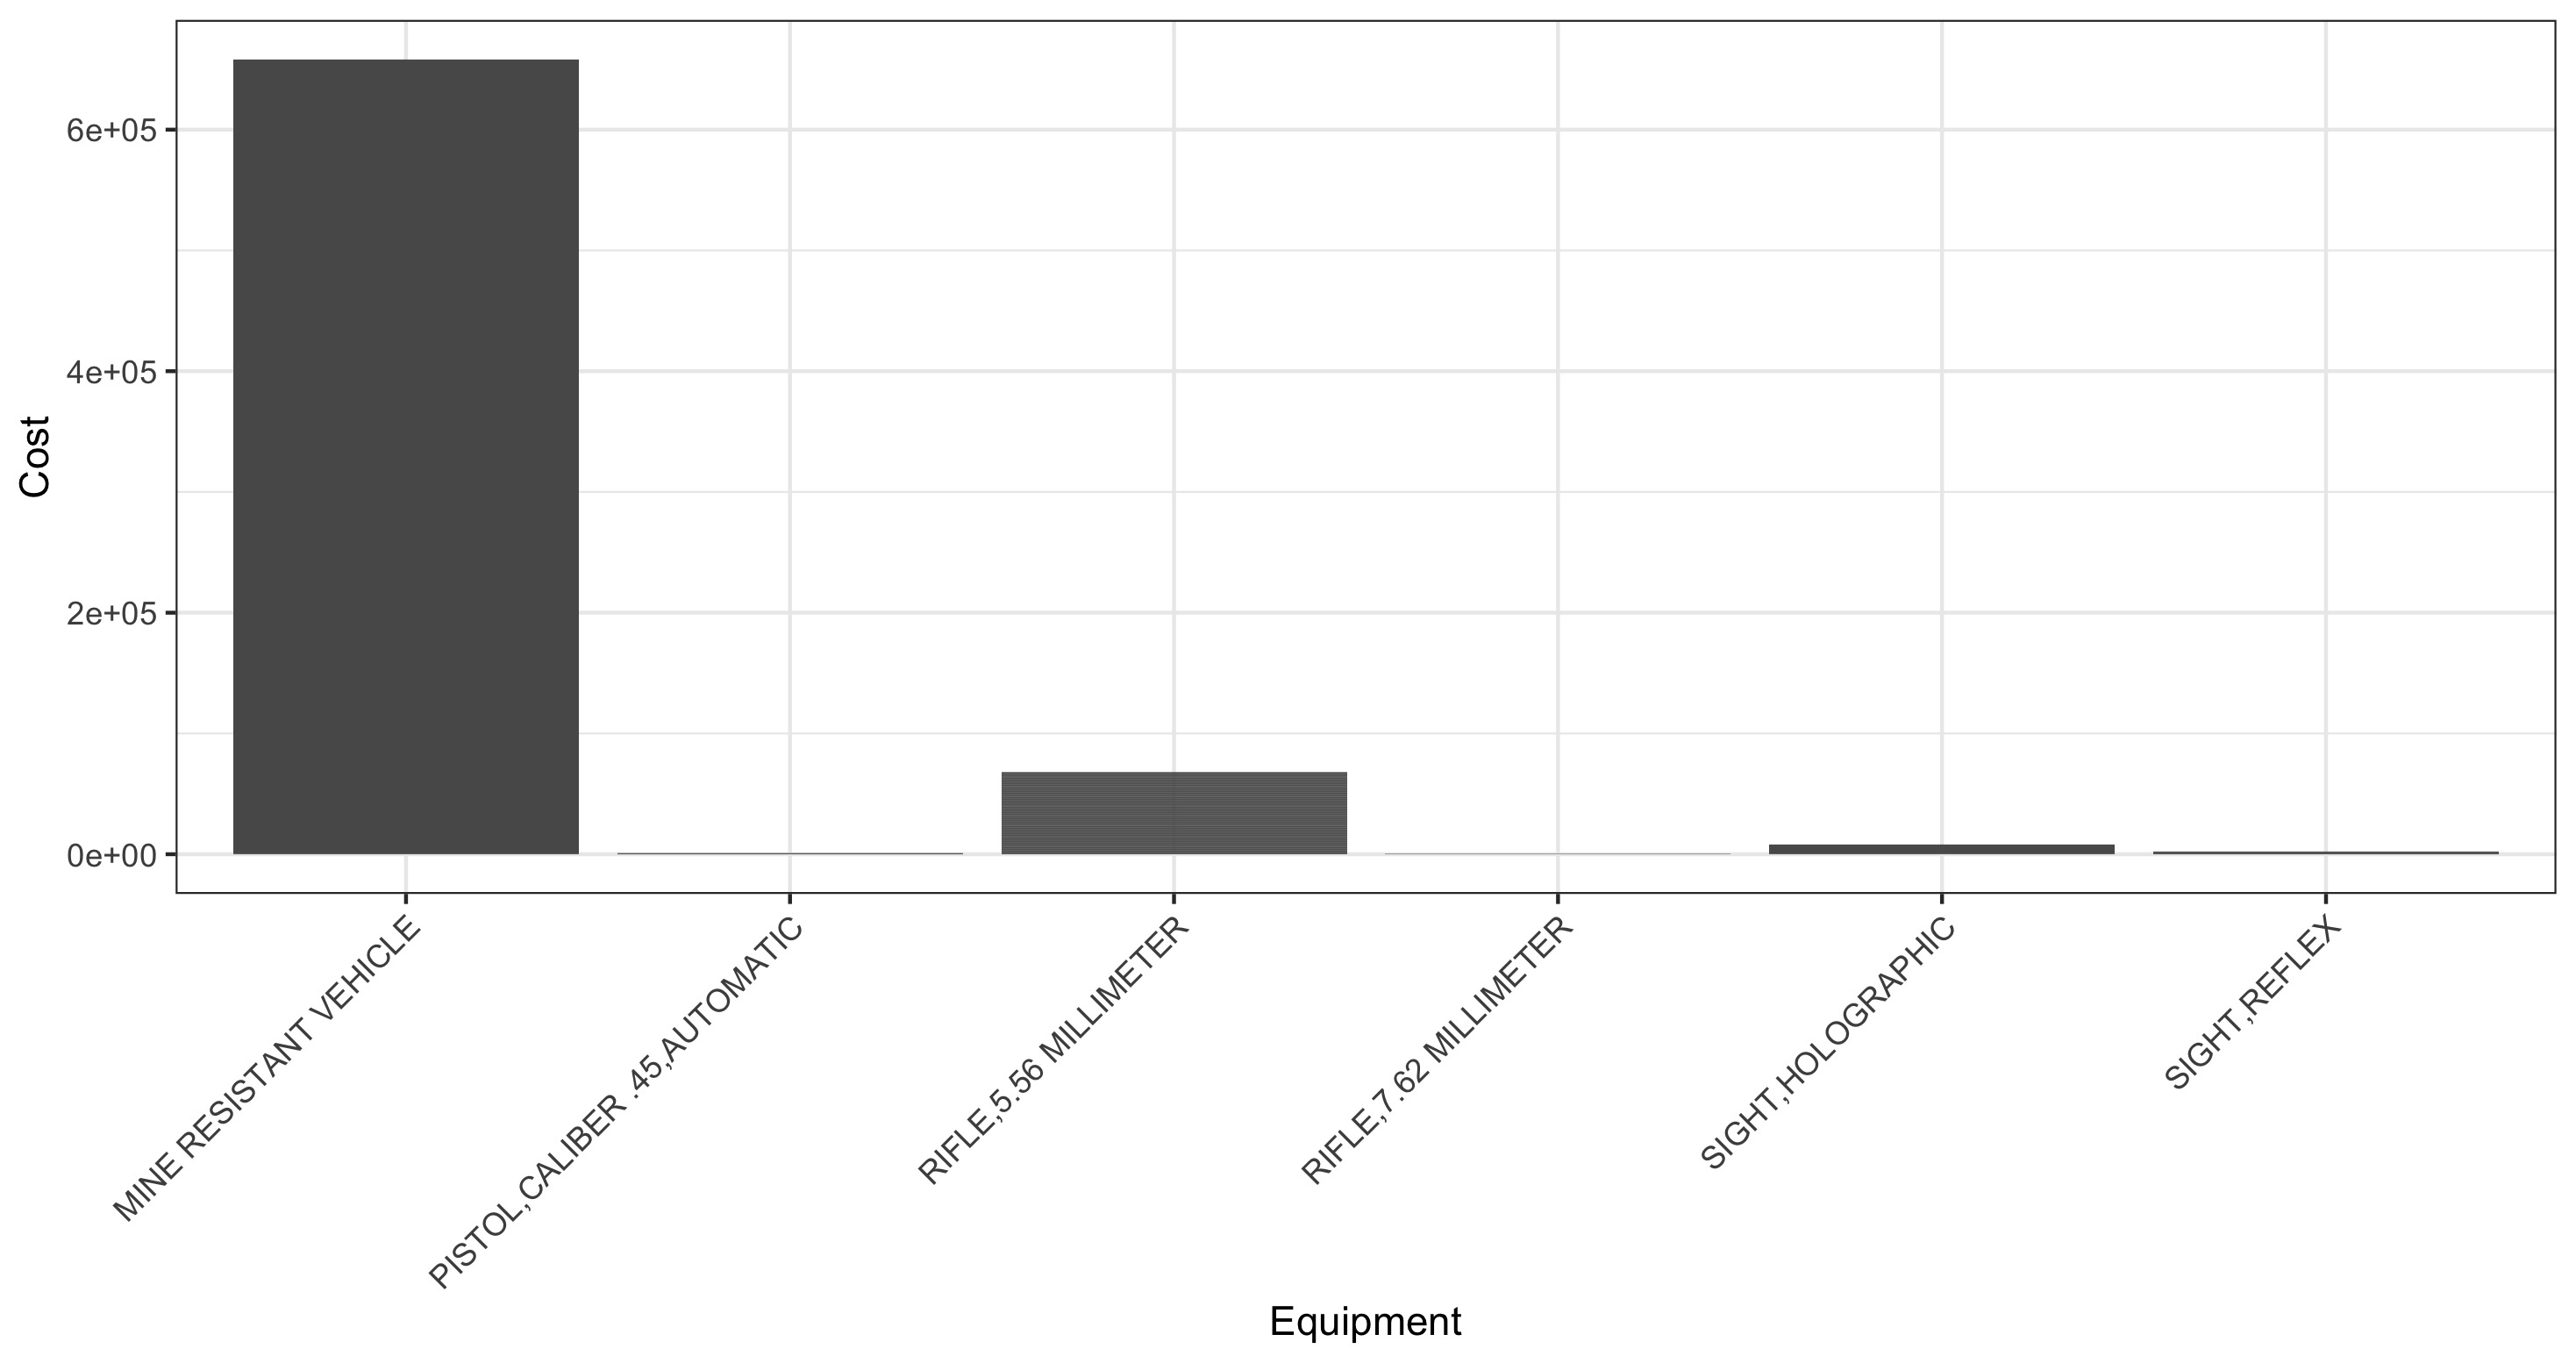 Cost
6e+05
4e+05
2e+05
0e+00
MINE RESISTANT VEHICLE
PISTOL,CALIBER .45,AUTOMATIC
RIFLE,5.56 MILLIMETER
RIFLE,7.62 MILLIMETER
SIGHT,HOLOGRAPHIC
SIGHT,REFLEX
Equipment